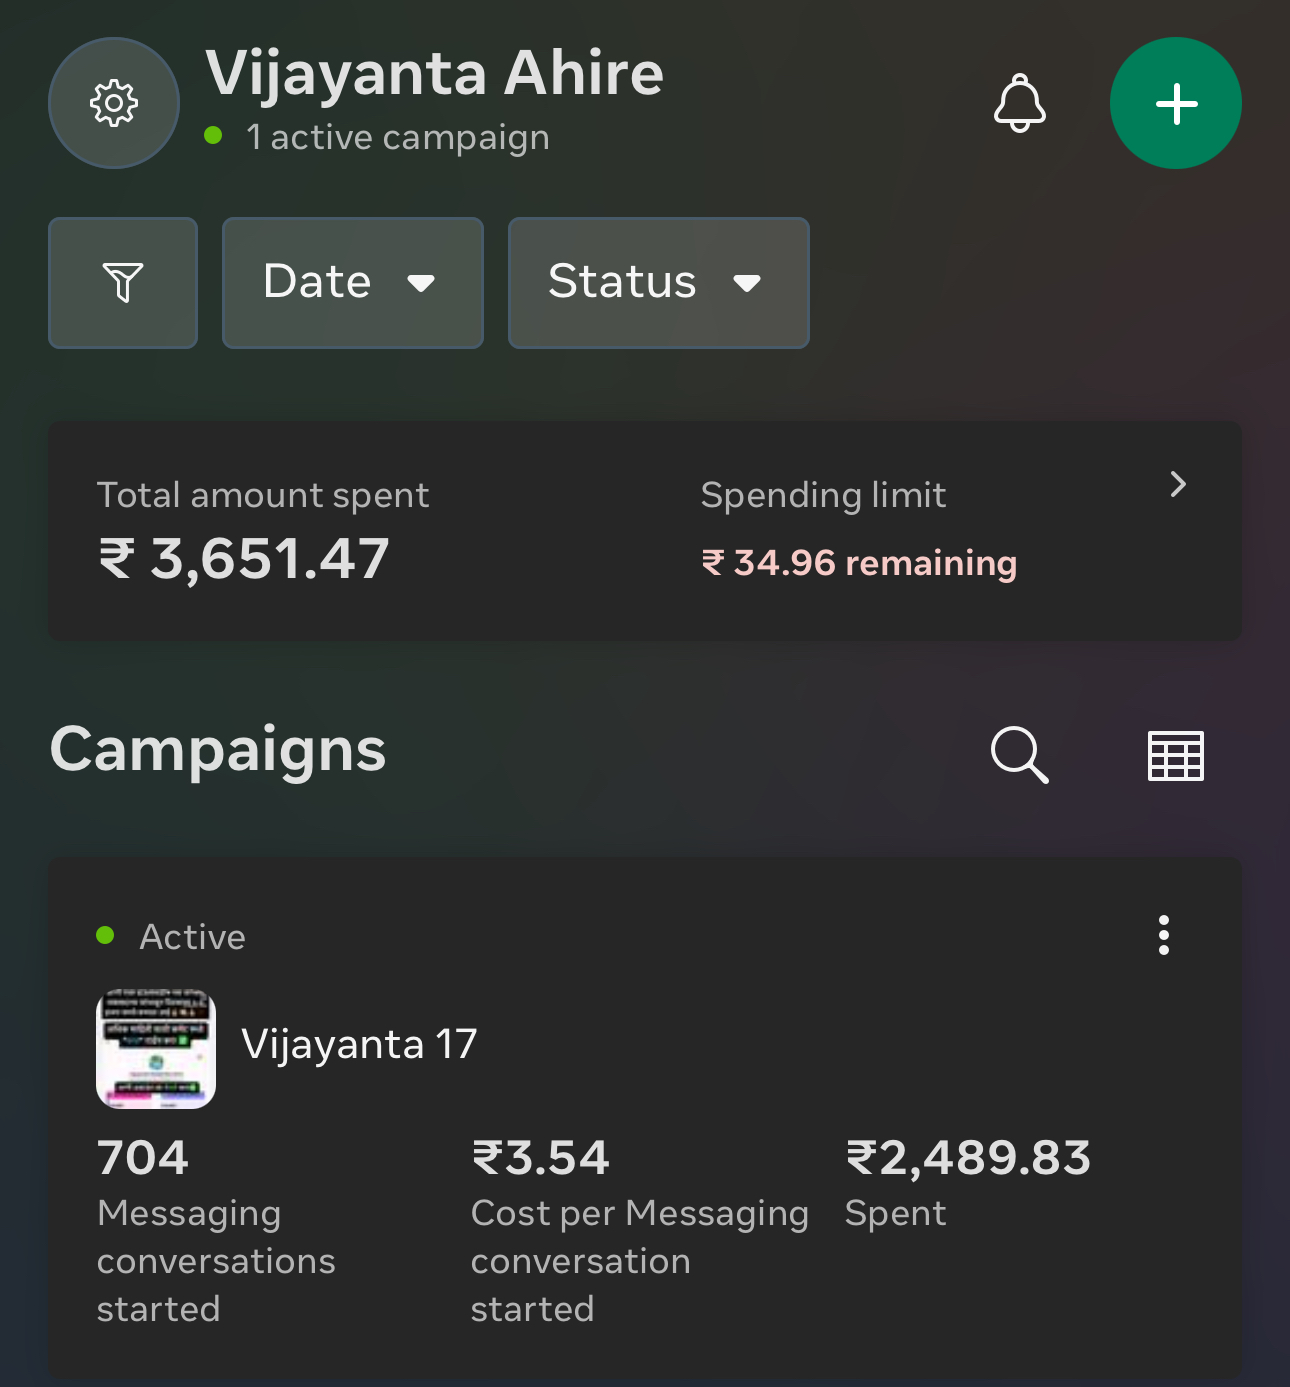 Vijayanta Ahire
1 active campaign
Date
Status
Total amount spent
₹ 3,651.47
Spending limit
₹ 34.96 remaining
Campaigns
Active
Vijayanta 17
704
Messaging
conversations
started
₹3.54
Cost per Messaging
conversation
started
₹2,489.83
Spent